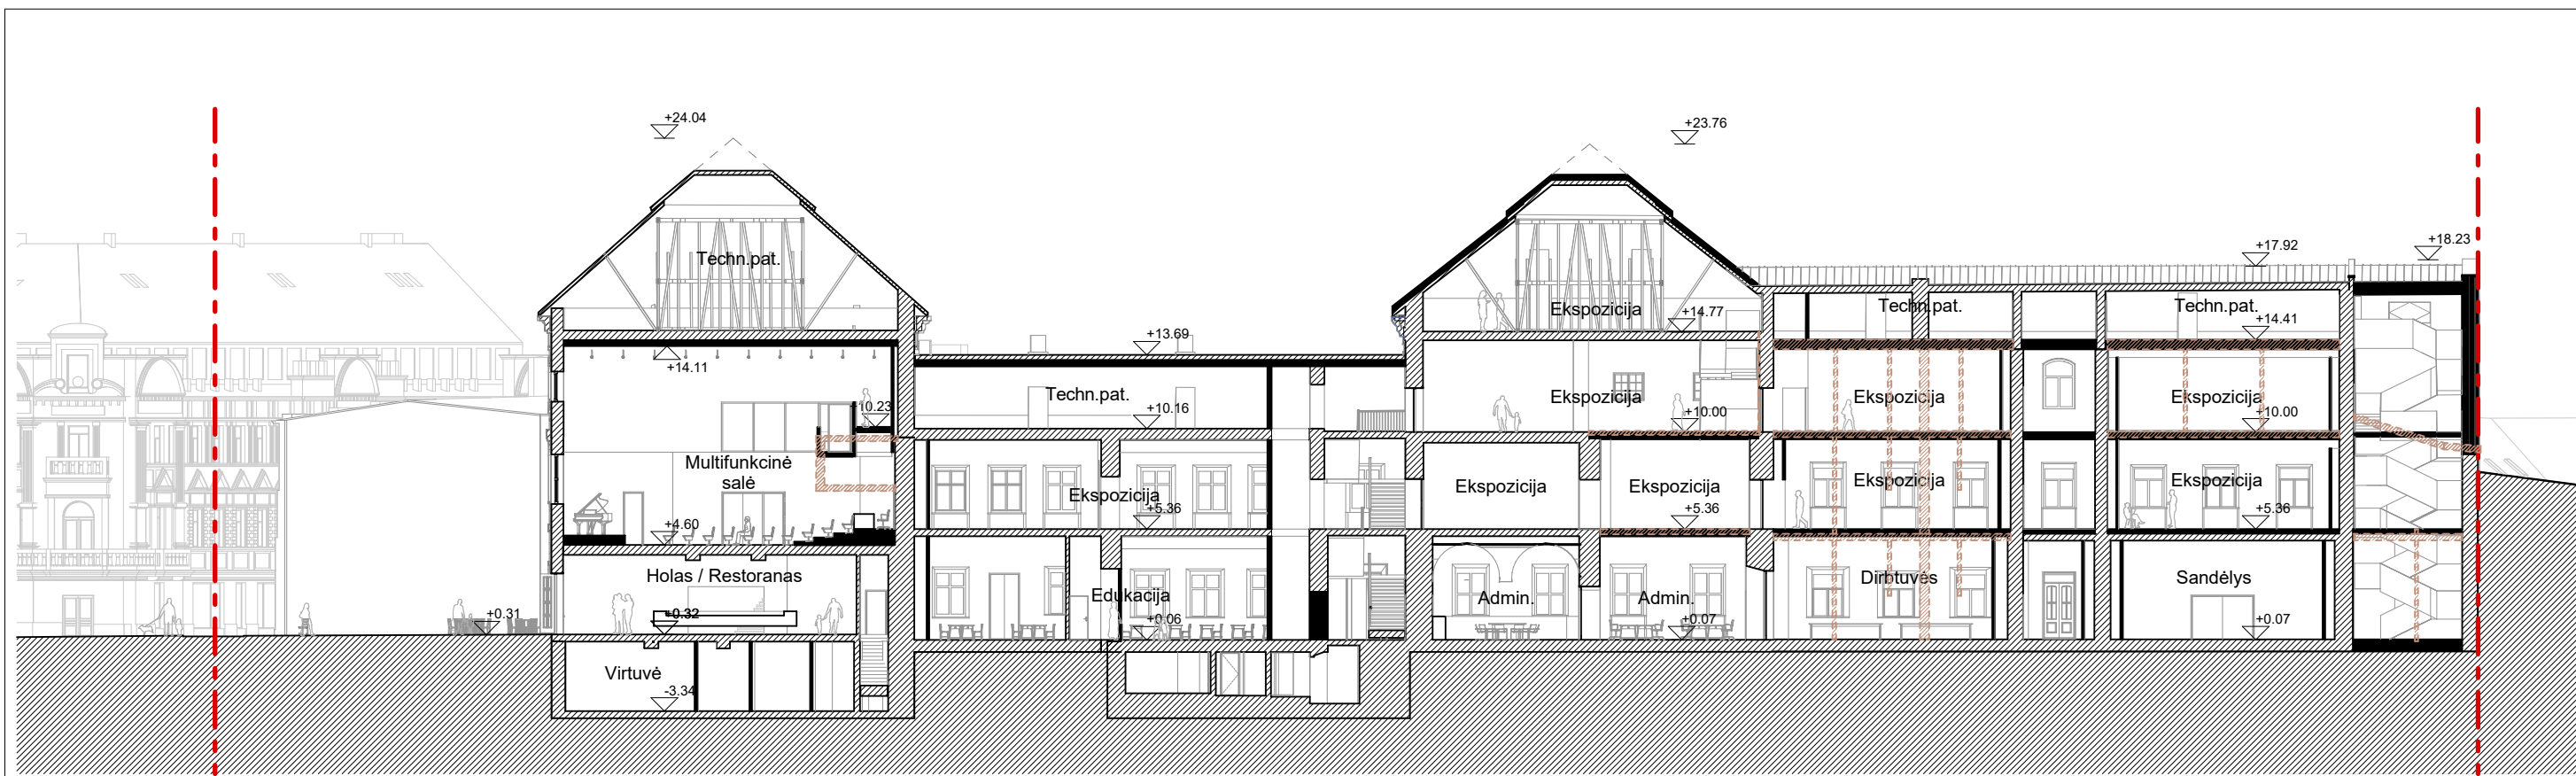 +24.04
+23.76
+17.92
+18.23
Techn.pat.
Ekspozicija
+14.77
Techn.pat.
Techn.pat.
+14.41
+13.69
+14.11
Techn.pat.
+10.16
+10.23
Ekspozicija
+10.00
Ekspozicija
Ekspozicija
+10.00
Multifunkcinė
salė
+4.60
Ekspozicija
+5.36
Ekspozicija
Ekspozicija
+5.36
Ekspozicija
Ekspozicija
+5.36
Holas / Restoranas
+0.31
+0.32
Edukacija
+0.06
Admin.
Admin.
+0.07
Dirbtuvės
Sandėlys
+0.07
Virtuvė
-3.34